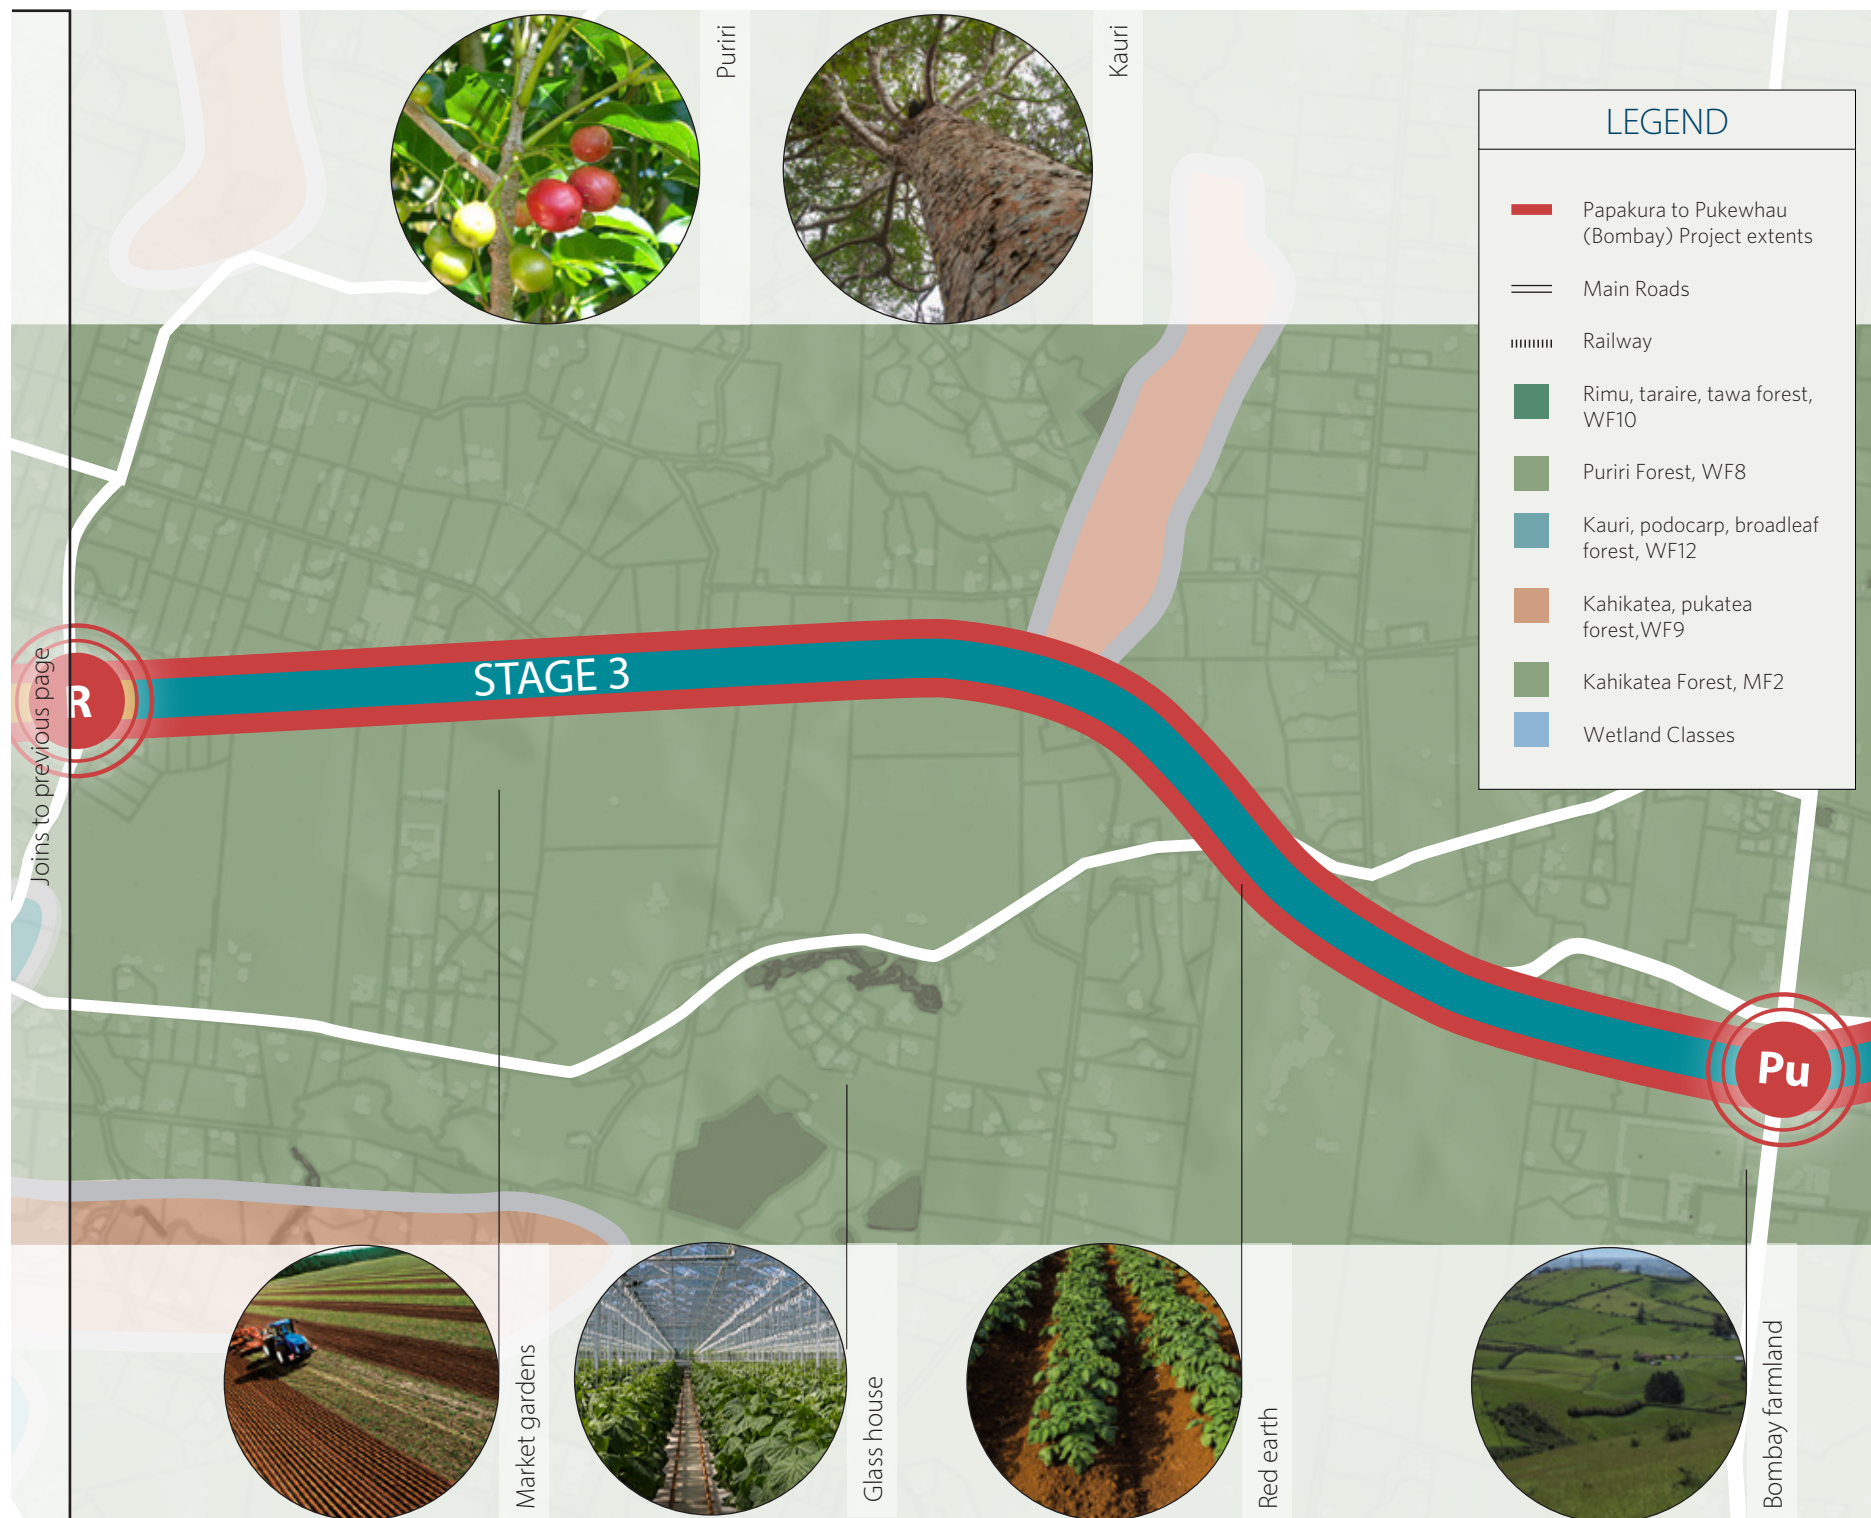 Puriri
Kauri
LEGEND
Papakura to Pukewhau
(Bombay) Project extents
Main Roads
Railway
Rimu, taraire, tawa forest,
WF10
Puriri Forest, WF8
Kauri, podocarp, broadleaf
forest, WF12
Kahikatea, pukatea
forest,WF9
Kahikatea Forest, MF2
Wetland Classes
Joins to previous page
R
STAGE 3
Pu
Market gardens
Glass house
Red earth
Bombay farmland